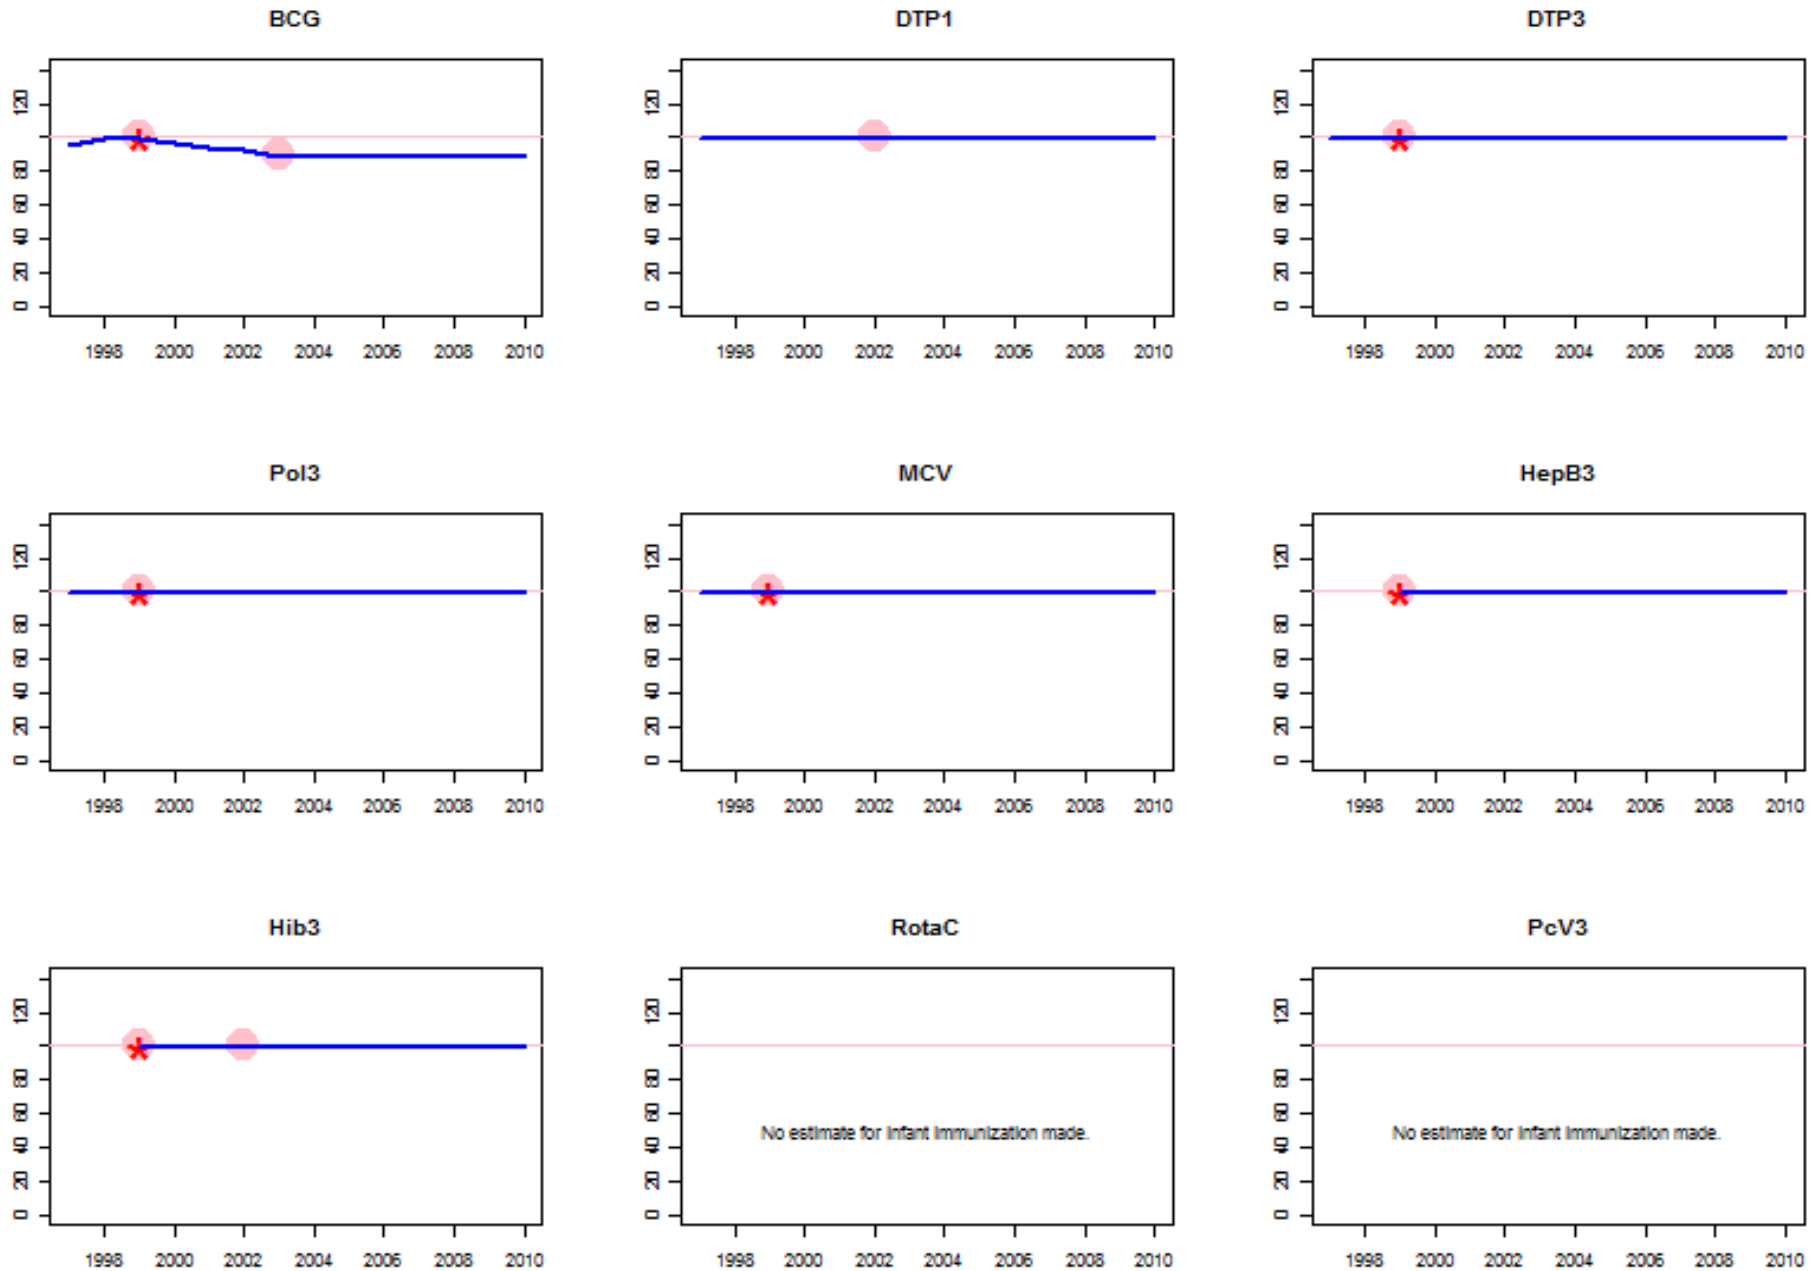 BCG DTP1 DTP3
0 20 40 60 80 120 0 20 40 60 80 120 0 20 40 60 80 120
1998 2000 2002 2004 2006 2008 2010 1998 2000 2002 2004 2006 2008 2010 1998 2000 2002 2004 2006 2008 2010
Pol3 MCV HepB3
0 20 40 60 80 120 0 20 40 60 80 120 0 20 40 60 80 120
1998 2000 2002 2004 2006 2008 2010 1998 2000 2002 2004 2006 2008 2010 1998 2000 2002 2004 2006 2008 2010
Hib3 RotaC PcV3
0 20 40 60 80 120 0 20 40 60 80 120 0 20 40 60 80 120
No estimate for infant immunization made. No estimate for infant immunization made.
1998 2000 2002 2004 2006 2008 2010 1998 2000 2002 2004 2006 2008 2010 1998 2000 2002 2004 2006 2008 2010